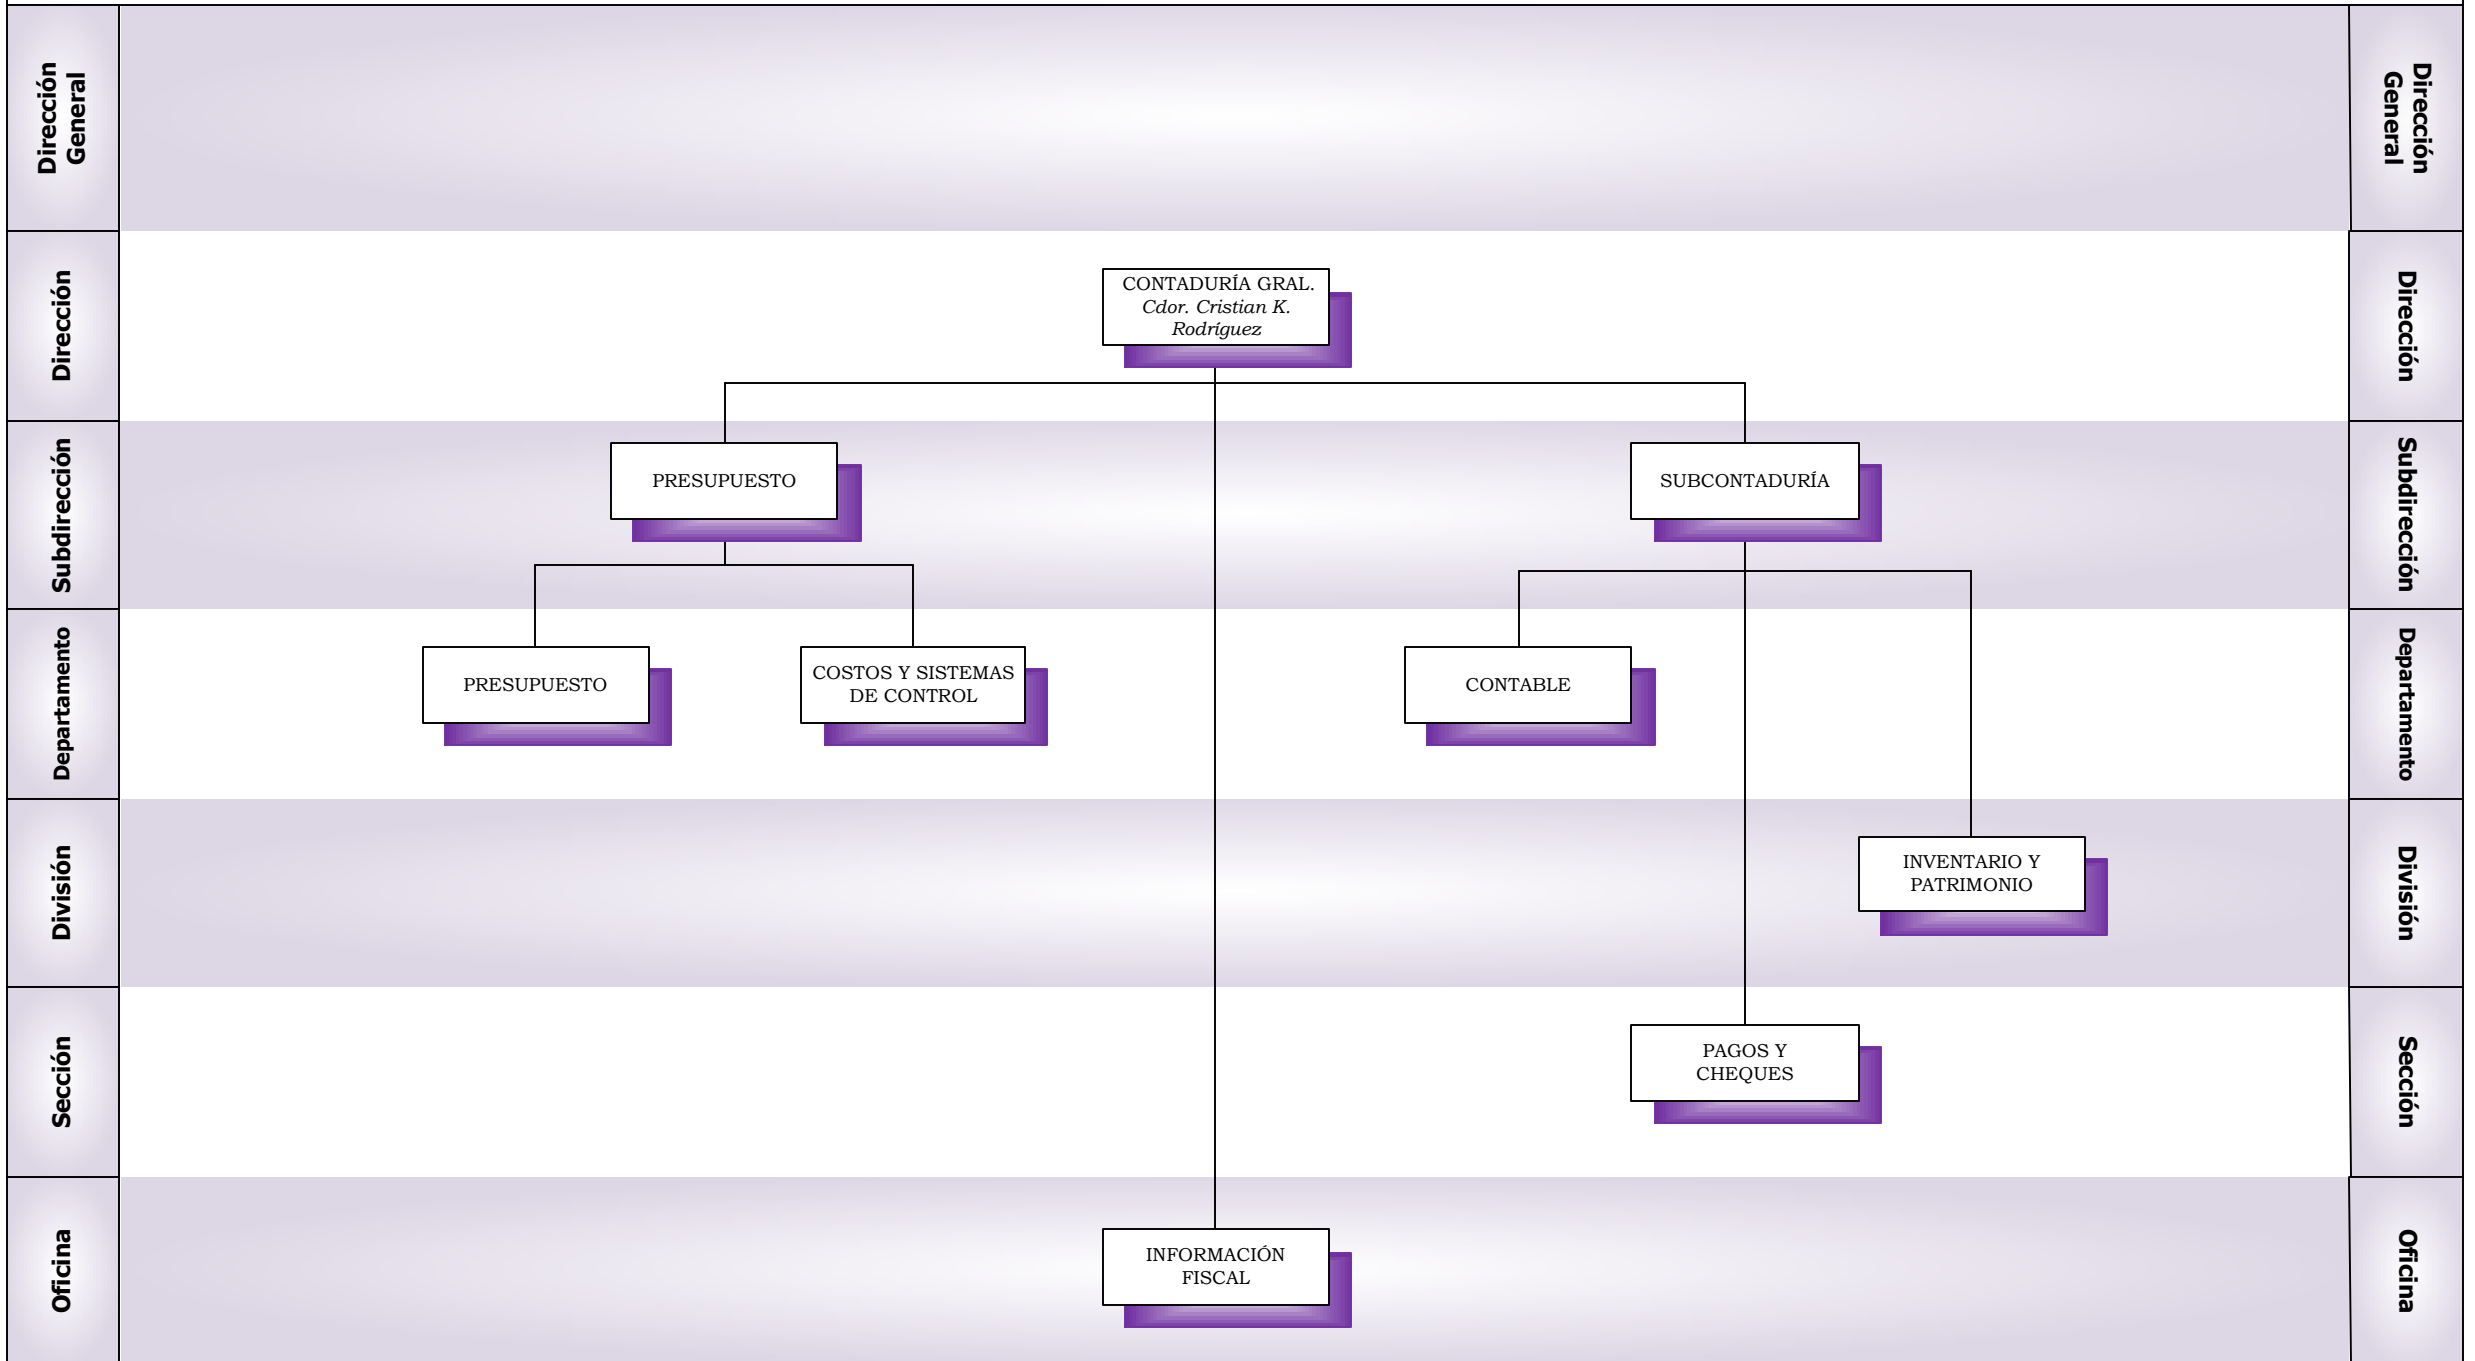 Dirección
General
Dirección
General
Dirección
CONTADURÍA GRAL.
Cdor. Cristian K.
Rodríguez
Dirección
Subdirección
PRESUPUESTO
SUBCONTADURÍA
Subdirección
Departamento
PRESUPUESTO
COSTOS Y SISTEMAS
DE CONTROL
CONTABLE
Departamento
División
INVENTARIO Y
PATRIMONIO
División
Sección
PAGOS Y
CHEQUES
Sección
Oficina
INFORMACIÓN
FISCAL
Oficina